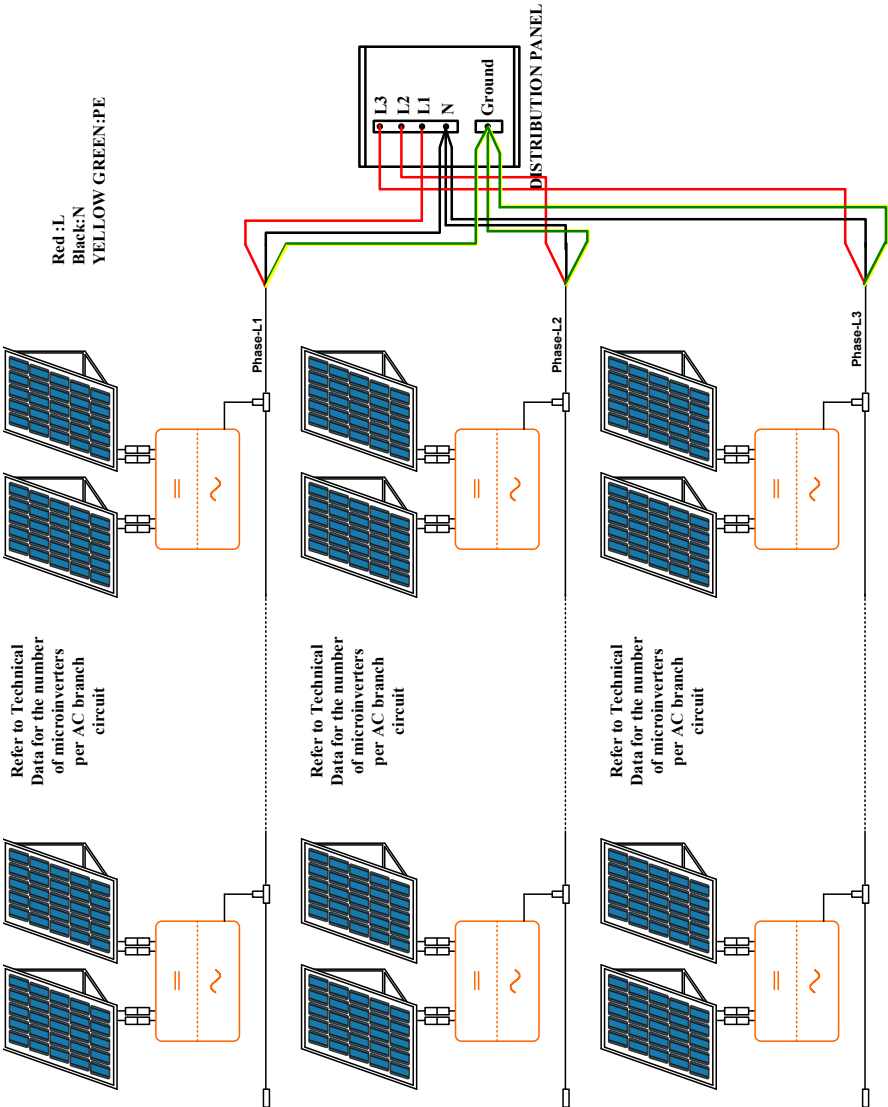 Red :L
Black:N
YELLOW GREEN:PE
L3
L2
L1
N
Ground
DISTRIBUTION PANEL
Phase-L1
Phase-L2
Phase-L3
Refer to Technical
Data for the number
of microinverters
per AC branch
circuit
Refer to Technical
Data for the number
of microinverters
per AC branch
circuit
Refer to Technical
Data for the number
of microinverters
per AC branch
circuit